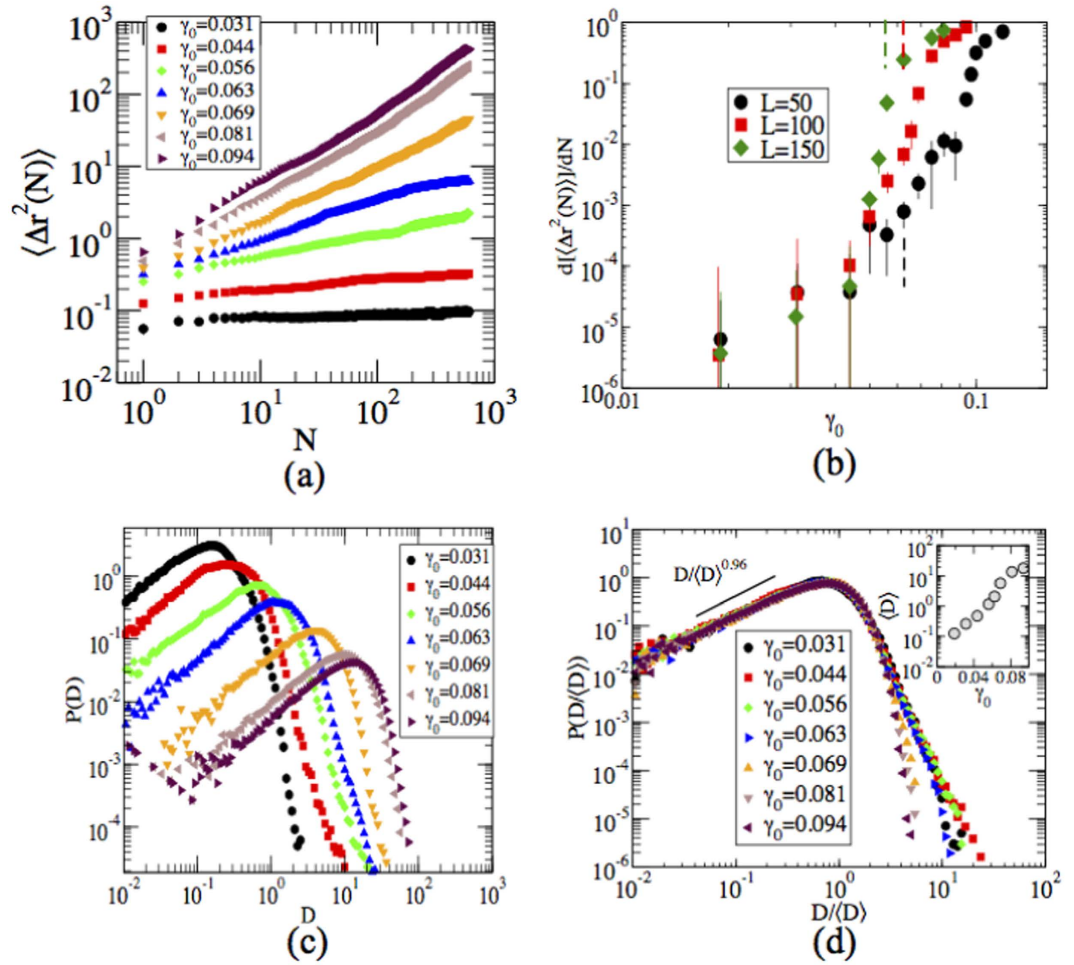 10³
10²
10¹
10⁰
10⁻¹
10⁻²
⟨Δr²(N)⟩
γ₀=0.031
γ₀=0.044
γ₀=0.056
γ₀=0.063
γ₀=0.069
γ₀=0.081
γ₀=0.094
10⁰ 10¹ 10² 10³
N
(a)
10⁰
10⁻¹
10⁻²
10⁻³
10⁻⁴
10⁻⁵
10⁻⁶
d[⟨Δr²(N)⟩]/dN
L=50
L=100
L=150
0.01 0.1
γ₀
(b)
10⁰
10⁻¹
10⁻²
10⁻³
10⁻⁴
P(D)
γ₀=0.031
γ₀=0.044
γ₀=0.056
γ₀=0.063
γ₀=0.069
γ₀=0.081
γ₀=0.094
10⁻² 10⁻¹ 10⁰ 10¹ 10² 10³
D
(c)
10¹
10⁰
10⁻¹
10⁻²
10⁻³
10⁻⁴
10⁻⁵
10⁻⁶
P(D/⟨D⟩)
D/⟨D⟩^0.96
γ₀=0.031
γ₀=0.044
γ₀=0.056
γ₀=0.063
γ₀=0.069
γ₀=0.081
γ₀=0.094
10²
10¹
10⁰
10⁻¹
10⁻²
⟨D⟩
0 0.04 0.08
γ₀
10⁻² 10⁻¹ 10⁰ 10¹ 10²
D/⟨D⟩
(d)